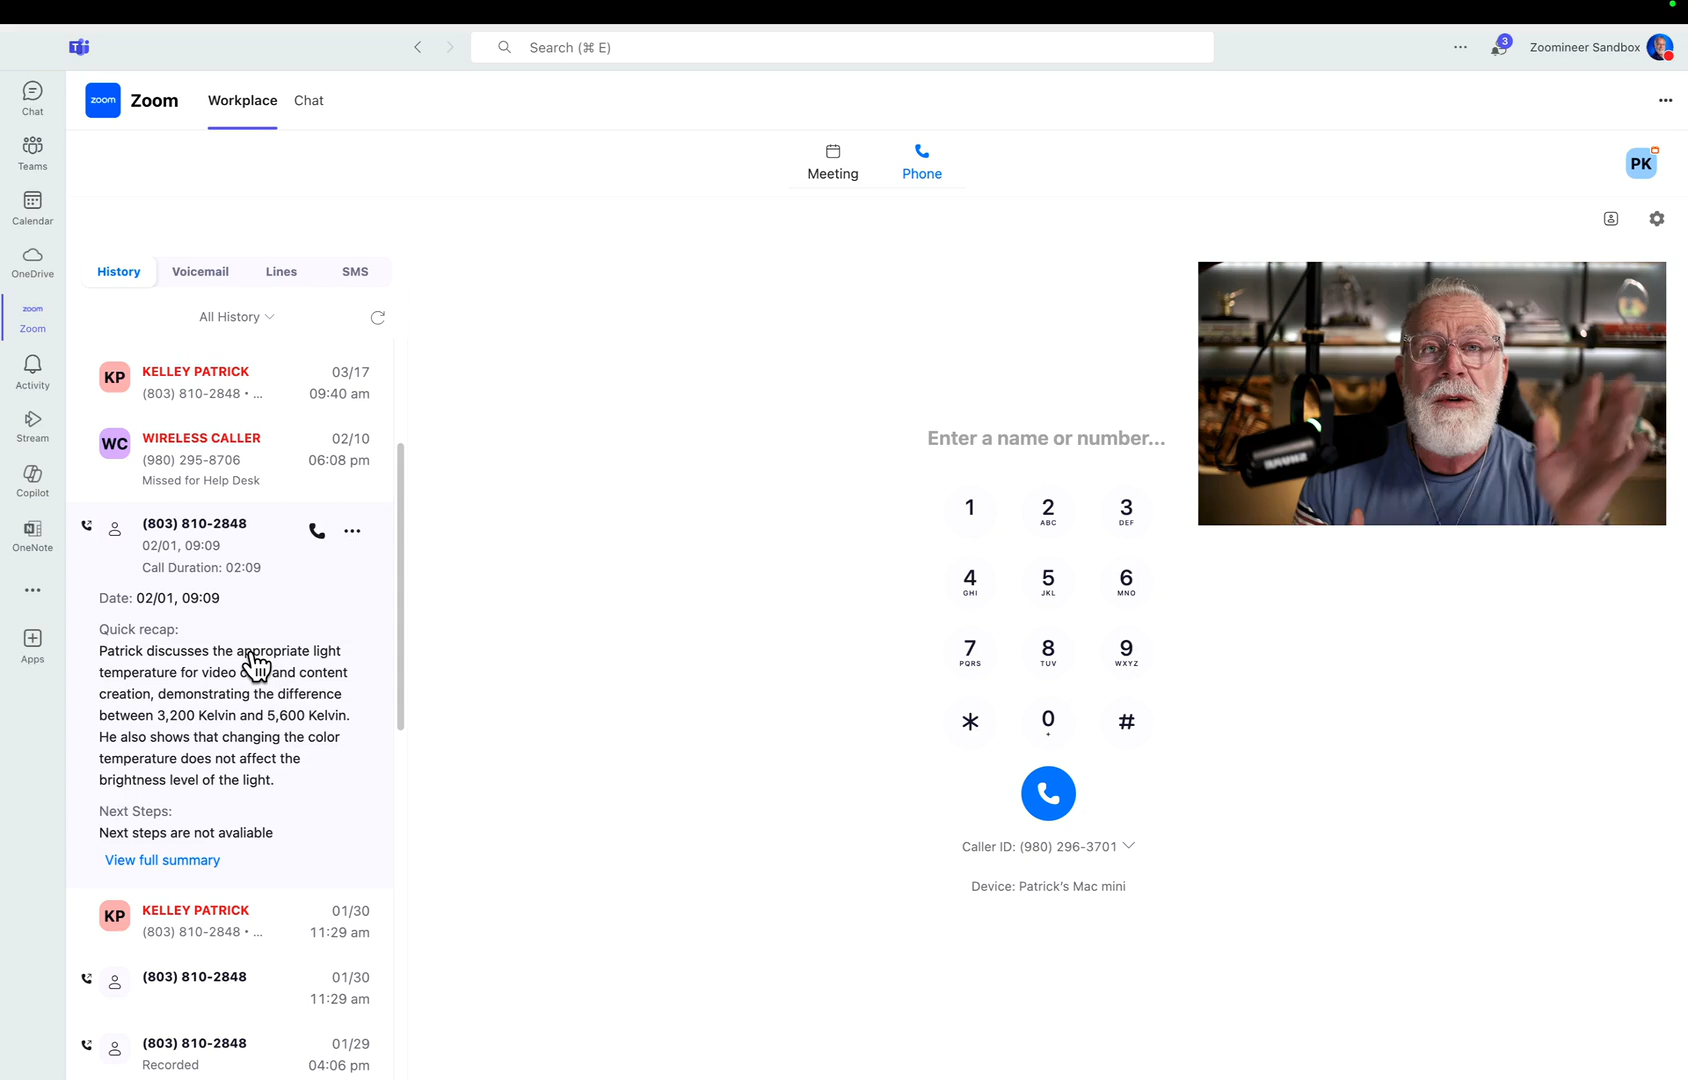 Search (⌘ E)
3
Zoomineer Sandbox
Chat
Teams
Calendar
OneDrive
zoom
Zoom
Activity
Stream
Copilot
OneNote
Apps
zoom
Zoom
Workplace
Chat
Meeting
Phone
PK
History
Voicemail
Lines
SMS
All History
KP
KELLEY PATRICK
03/17
(803) 810-2848 • ...
09:40 am
WC
WIRELESS CALLER
02/10
(980) 295-8706
06:08 pm
Missed for Help Desk
(803) 810-2848
02/01, 09:09
Call Duration: 02:09
Date: 02/01, 09:09
Quick recap:
Patrick discusses the appropriate light
temperature for video and content
creation, demonstrating the difference
between 3,200 Kelvin and 5,600 Kelvin.
He also shows that changing the color
temperature does not affect the
brightness level of the light.
Next Steps:
Next steps are not avaliable
View full summary
KP
KELLEY PATRICK
01/30
(803) 810-2848 • ...
11:29 am
(803) 810-2848
01/30
11:29 am
(803) 810-2848
01/29
Recorded
04:06 pm
Enter a name or number...
1
2
ABC
3
DEF
4
GHI
5
JKL
6
MNO
7
PQRS
8
TUV
9
WXYZ
*
0
+
#
Caller ID: (980) 296-3701
Device: Patrick's Mac mini